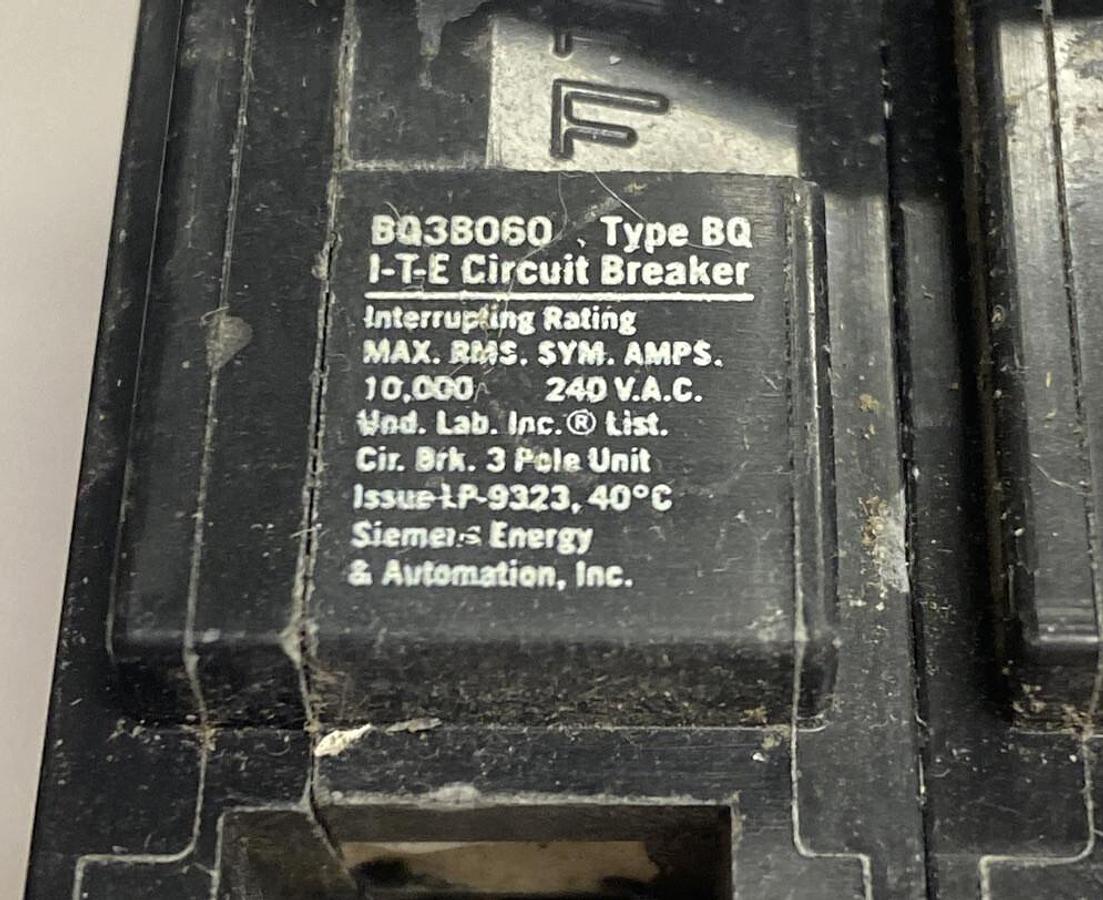 F
BQ3B060 Type BQ
I-T-E Circuit Breaker
Interrupting Rating
MAX. RMS. SYM. AMPS.
10,000 240 V.A.C.
Und. Lab. Inc.® List.
Cir. Brk. 3 Pole Unit
Issue LP-9323, 40°C
Siemens Energy
& Automation, Inc.